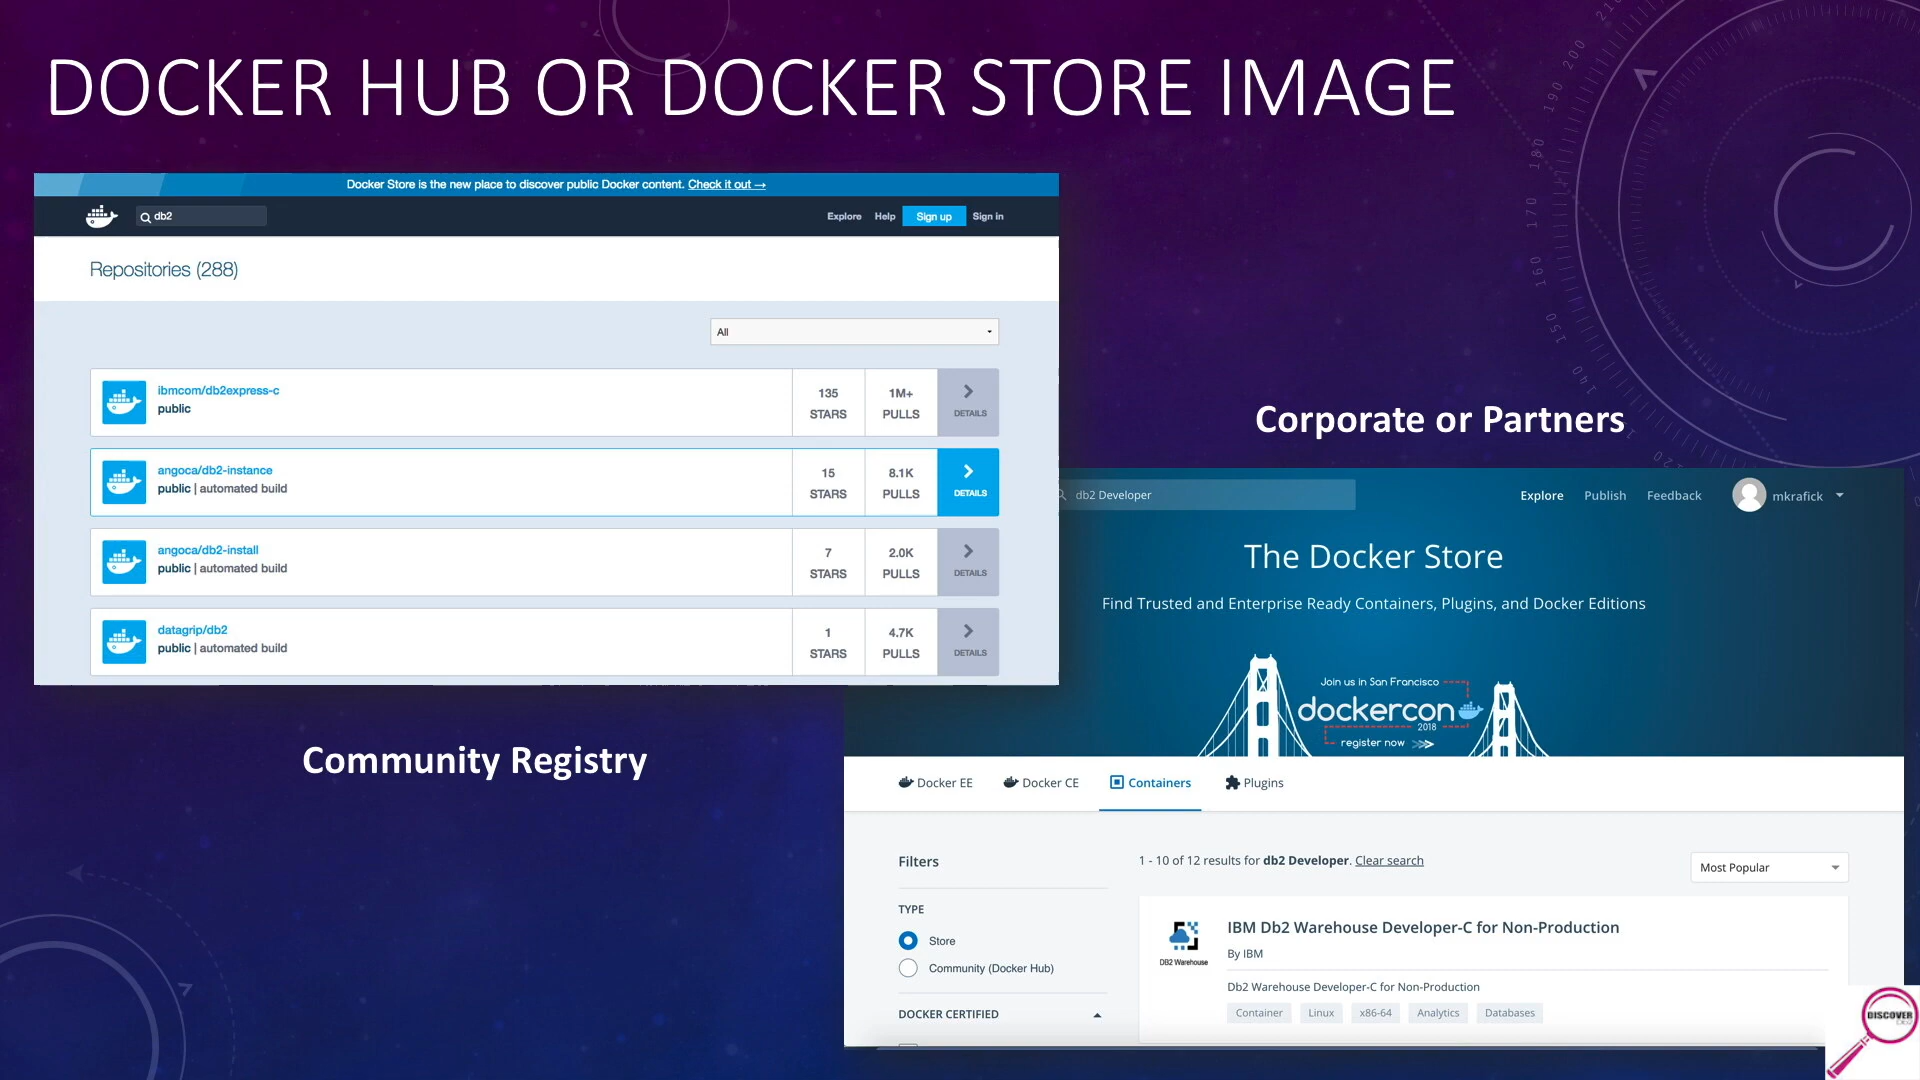 DOCKER HUB OR DOCKER STORE IMAGE
Docker Store is the new place to discover public Docker content. Check it out →
db2
Explore Help Sign up Sign in
Repositories (288)
All
ibmcom/db2express-c
public
135 STARS
1M+ PULLS
DETAILS
angoca/db2-instance
public | automated build
15 STARS
8.1K PULLS
DETAILS
angoca/db2-install
public | automated build
7 STARS
2.0K PULLS
DETAILS
datagrip/db2
public | automated build
1 STARS
4.7K PULLS
DETAILS
Community Registry
Corporate or Partners
db2 Developer
Explore Publish Feedback mkrafick
The Docker Store
Find Trusted and Enterprise Ready Containers, Plugins, and Docker Editions
Join us in San Francisco
dockercon
2018
register now
Docker EE Docker CE Containers Plugins
Filters
1 - 10 of 12 results for db2 Developer. Clear search
Most Popular
TYPE
Store
Community (Docker Hub)
DOCKER CERTIFIED
DB2 Warehouse
IBM Db2 Warehouse Developer-C for Non-Production
By IBM
Db2 Warehouse Developer-C for Non-Production
Container Linux x86-64 Analytics Databases
DISCOVER
210
200
190
180
170
160
150
140